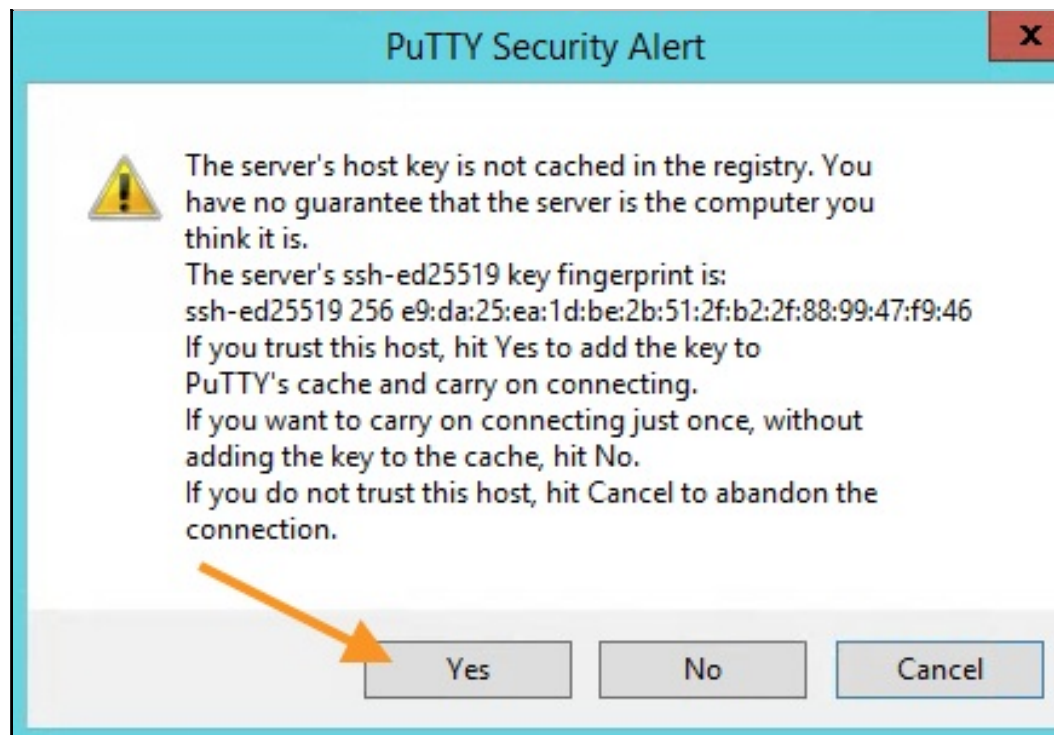 PuTTY Security Alert
x
The server's host key is not cached in the registry. You
have no guarantee that the server is the computer you
think it is.
The server's ssh-ed25519 key fingerprint is:
ssh-ed25519 256 e9:da:25:ea:1d:be:2b:51:2f:b2:2f:88:99:47:f9:46
If you trust this host, hit Yes to add the key to
PuTTY's cache and carry on connecting.
If you want to carry on connecting just once, without
adding the key to the cache, hit No.
If you do not trust this host, hit Cancel to abandon the
connection.
Yes No Cancel